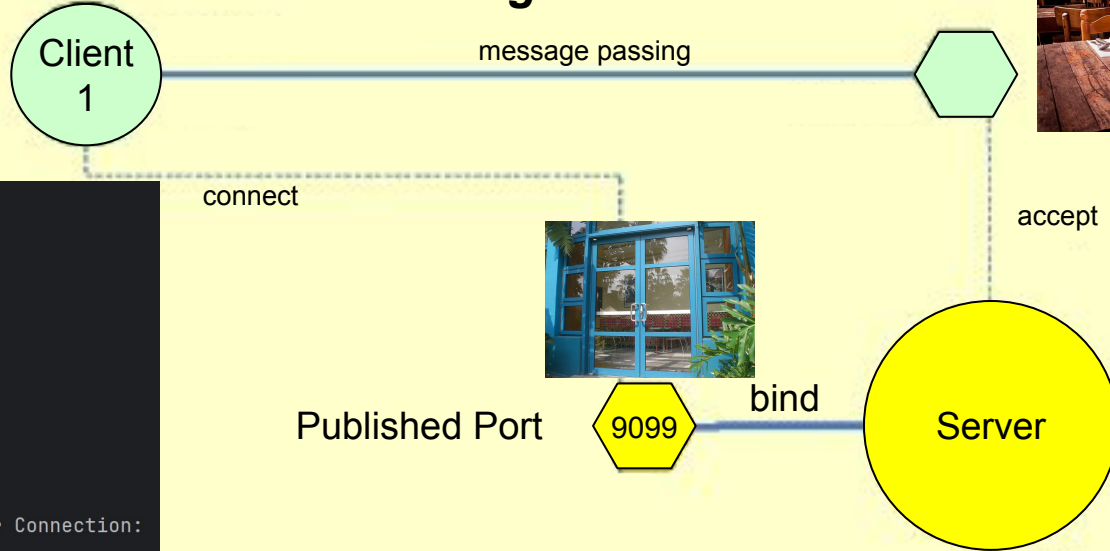 Client
1
message passing
connect
accept
Published Port
9099
bind
Server
Connection: